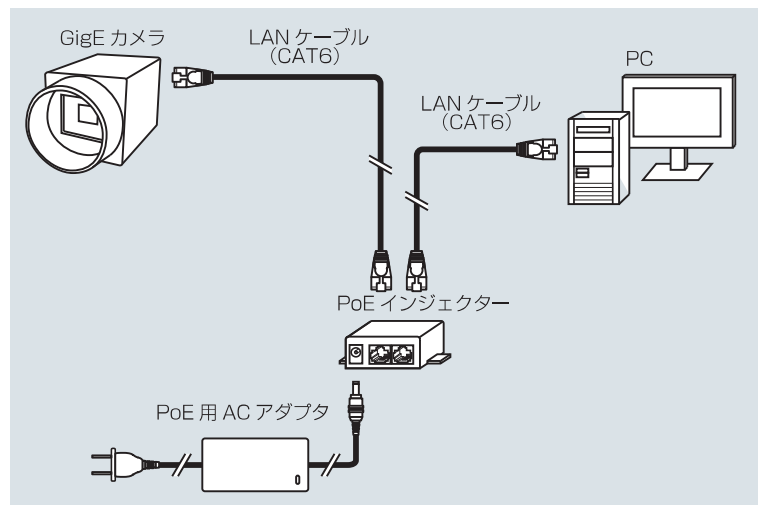 GigE カメラ
LAN ケーブル
(CAT6)
PC
LAN ケーブル
(CAT6)
PoE インジェクター
PoE 用 AC アダプタ